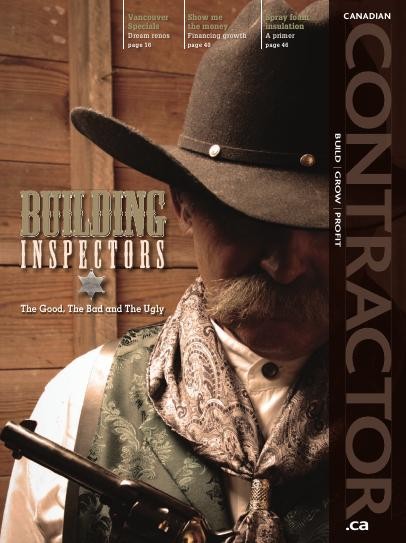 Vancouver
Specials
Dream renos
page 16
Show me
the money
Financing growth
page 40
Spray foam
insulation
A primer
page 46
CANADIAN
CONTRACTOR
.ca
BUILD | GROW | PROFIT
BUILDING
INSPECTORS
The Good, The Bad and The Ugly